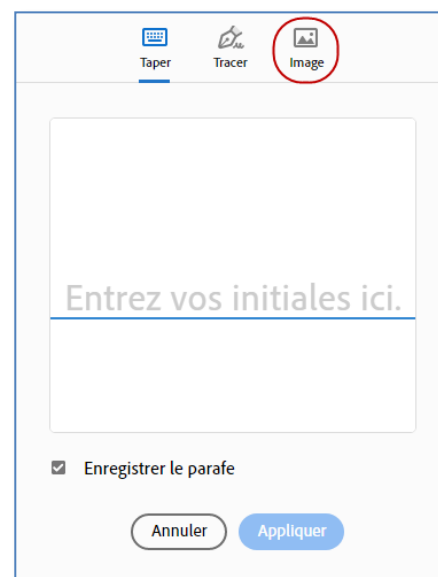 Taper Tracer Image
Entrez vos initiales ici.
Enregistrer le parafe
Annuler Appliquer